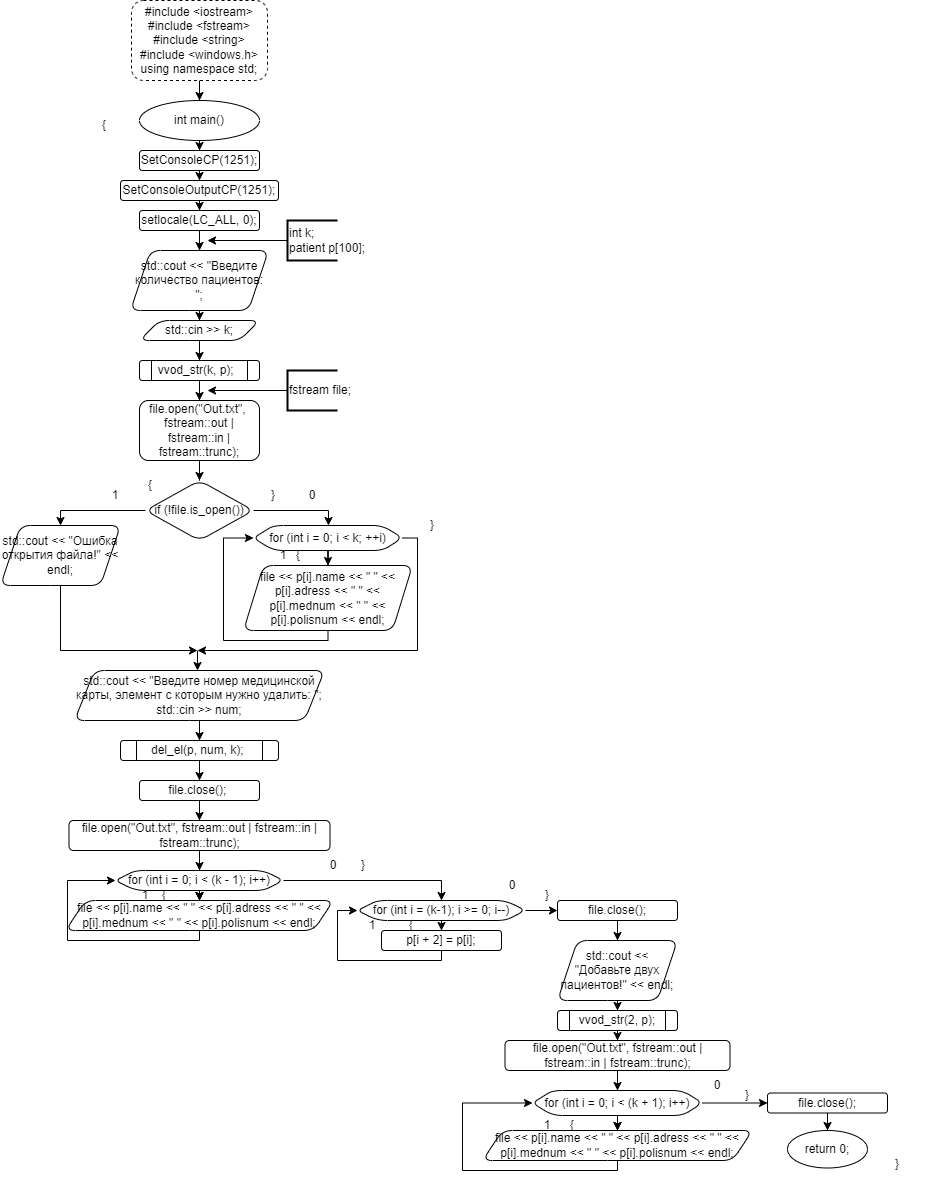 #include <iostream>
#include <fstream>
#include <string>
#include <windows.h>
using namespace std;
int main()
{
SetConsoleCP(1251);
SetConsoleOutputCP(1251);
setlocale(LC_ALL, 0);
int k;
patient p[100];
std::cout << "Введите
количество пациентов:
";
std::cin >> k;
vvod_str(k, p);
fstream file;
file.open("Out.txt",
fstream::out |
fstream::in |
fstream::trunc);
{
1
if (!file.is_open())
}
0
std::cout << "Ошибка
открытия файла!" <<
endl;
for (int i = 0; i < k; ++i)
}
1 {
file << p[i].name << " " <<
p[i].adress << " " <<
p[i].mednum << " " <<
p[i].polisnum << endl;
std::cout << "Введите номер медицинской
карты, элемент с которым нужно удалить: ";
std::cin >> num;
del_el(p, num, k);
file.close();
file.open("Out.txt", fstream::out | fstream::in |
fstream::trunc);
for (int i = 0; i < (k - 1); i++)
0 }
1 {
file << p[i].name << " " << p[i].adress << " " <<
p[i].mednum << " " << p[i].polisnum << endl;
for (int i = (k-1); i >= 0; i--)
0
}
1 {
p[i + 2] = p[i];
file.close();
std::cout <<
"Добавьте двух
пациентов!" << endl;
vvod_str(2, p);
file.open("Out.txt", fstream::out |
fstream::in | fstream::trunc);
for (int i = 0; i < (k + 1); i++)
0
}
1 {
file << p[i].name << " " << p[i].adress << " " <<
p[i].mednum << " " << p[i].polisnum << endl;
file.close();
return 0;
}